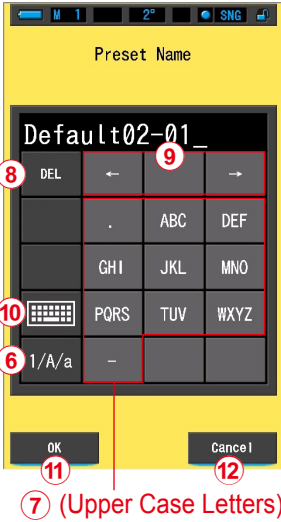 M 1 2° SNG
Preset Name
Default02-01_
9
8 DEL ← →
. ABC DEF
GHI JKL MNO
10 PQRS TUV WXYZ
6 1/A/a -
OK Cancel
11 12
7 (Upper Case Letters)